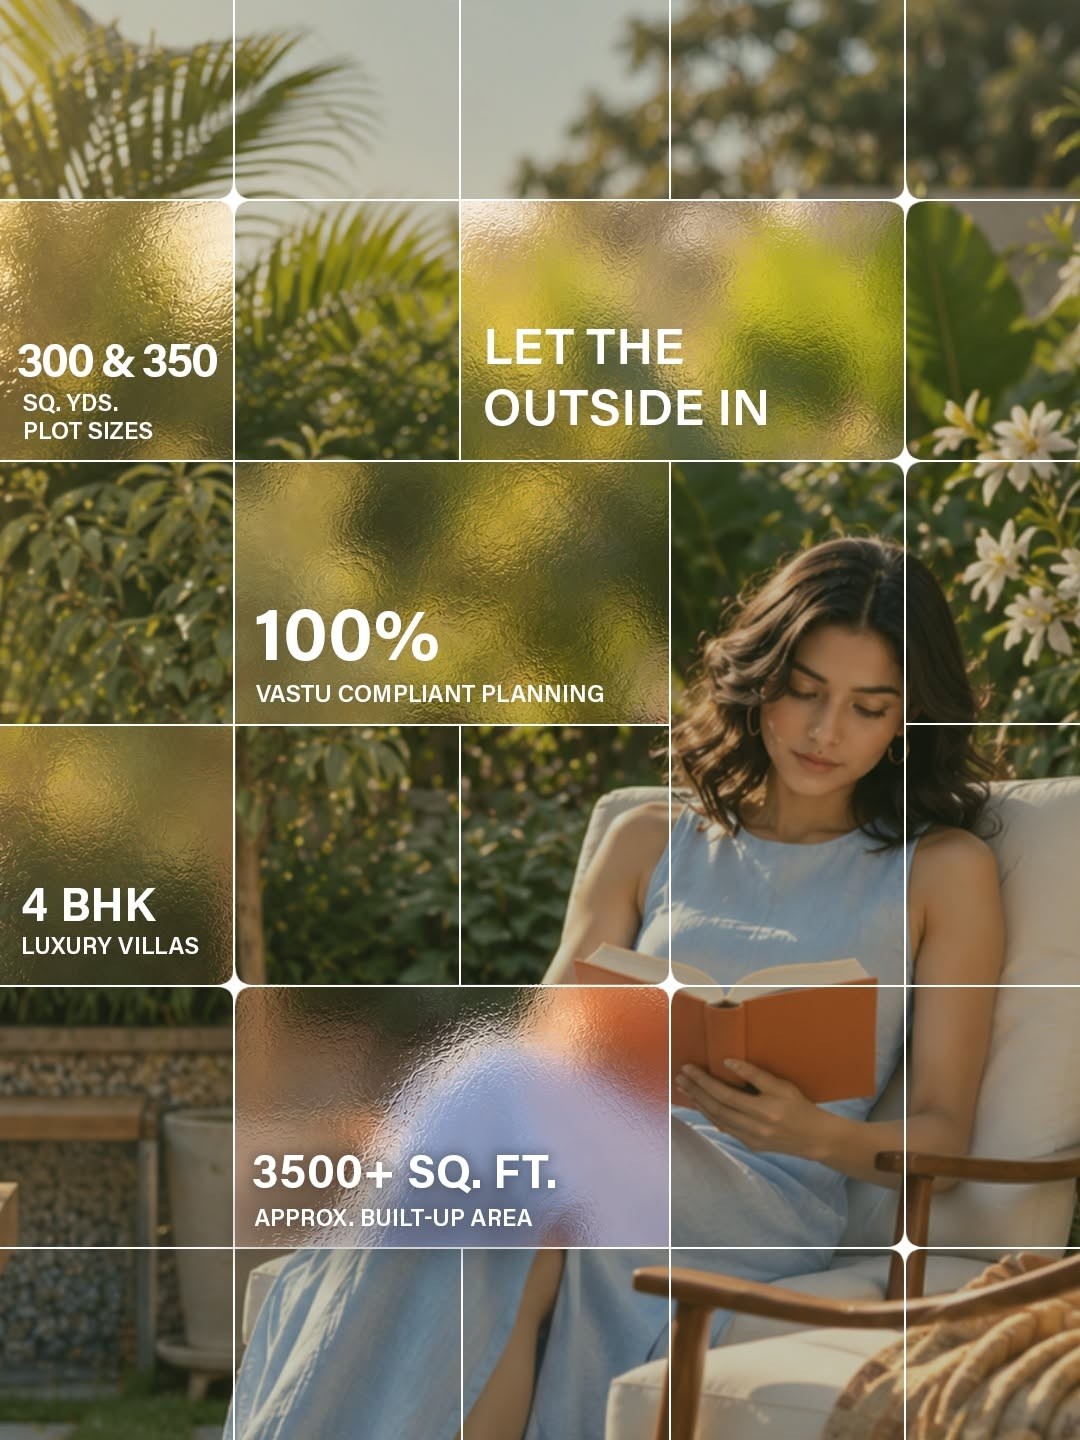 300 & 350
SQ. YDS.
PLOT SIZES
LET THE
OUTSIDE IN
100%
VASTU COMPLIANT PLANNING
4 BHK
LUXURY VILLAS
3500+ SQ. FT.
APPROX. BUILT-UP AREA